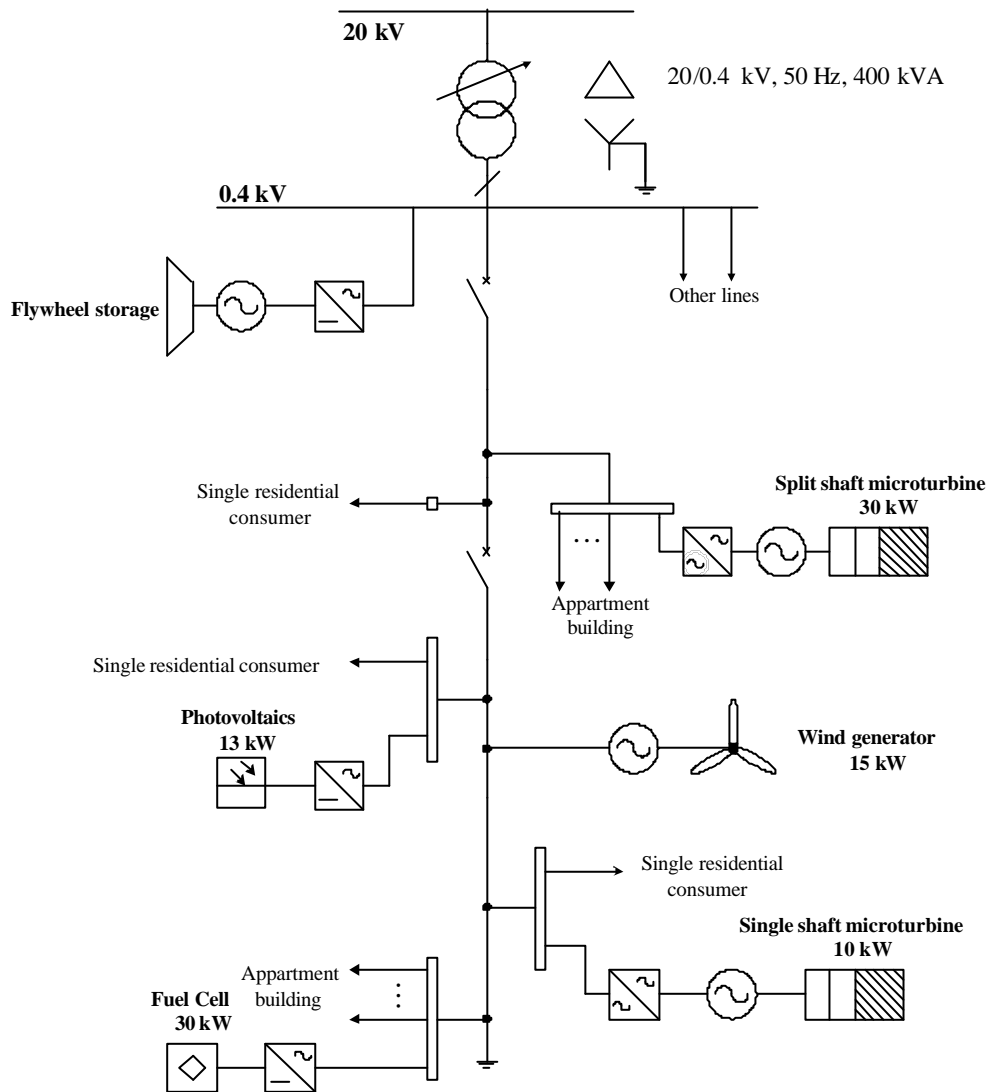 20 kV
20/0.4 kV, 50 Hz, 400 kVA
0.4 kV
Flywheel storage
Other lines
Single residential
consumer
Split shaft microturbine
30 kW
...
Appartment
building
Single residential consumer
Photovoltaics
13 kW
Wind generator
15 kW
Single residential
consumer
Single shaft microturbine
10 kW
Appartment
building
...
Fuel Cell
30 kW